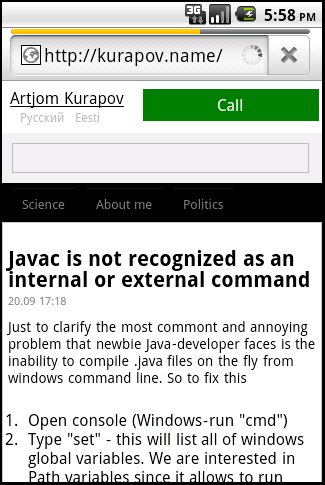 3G 5:58 PM
http://kurapov.name/
Artjom Kurapov
Call
Русский Eesti
Science About me Politics
Javac is not recognized as an
internal or external command
20.09 17:18
Just to clarify the most commont and annoying
problem that newbie Java-developer faces is the
inability to compile .java files on the fly from
windows command line. So to fix this
1. Open console (Windows-run "cmd")
2. Type "set" - this will list all of windows
global variables. We are interested in
Path variables since it allows to run